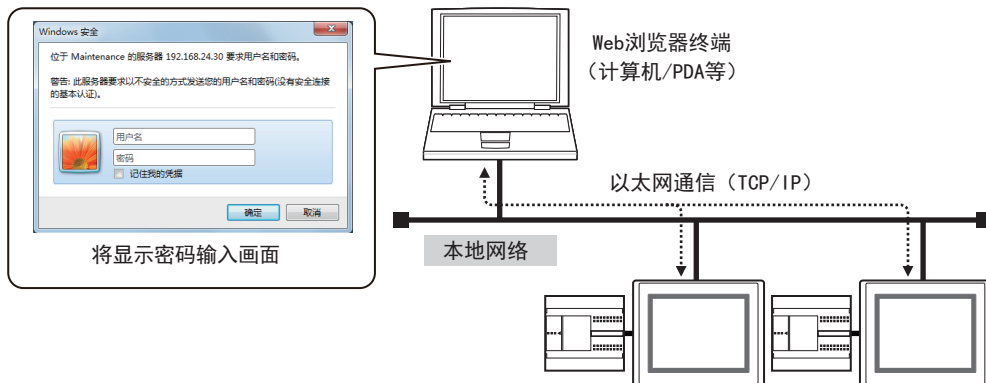 Windows 安全
位于 Maintenance 的服务器 192.168.24.30 要求用户名和密码。
警告: 此服务器要求以不安全的方式发送您的用户名和密码(没有安全连接
的基本认证)。
用户名
密码
记住我的凭据
确定
取消
将显示密码输入画面
Web浏览器终端
（计算机/PDA等）
以太网通信（TCP/IP）
本地网络